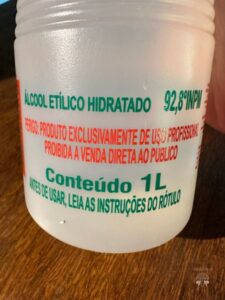 ÁLCOOL ETÍLICO HIDRATADO 92,8°INPM
PERIGO: PRODUTO EXCLUSIVAMENTE DE USO PROFISSIONAL
PROIBIDA A VENDA DIRETA AO PÚBLICO
Conteúdo 1L
ANTES DE USAR, LEIA AS INSTRUÇÕES DO RÓTULO